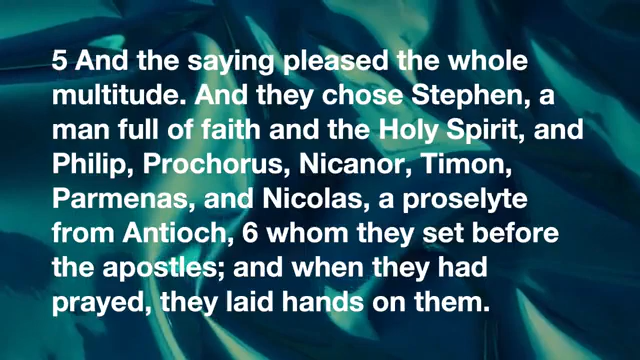 5 And the saying pleased the whole
multitude. And they chose Stephen, a
man full of faith and the Holy Spirit, and
Philip, Prochorus, Nicanor, Timon,
Parmenas, and Nicolas, a proselyte
from Antioch, 6 whom they set before
the apostles; and when they had
prayed, they laid hands on them.